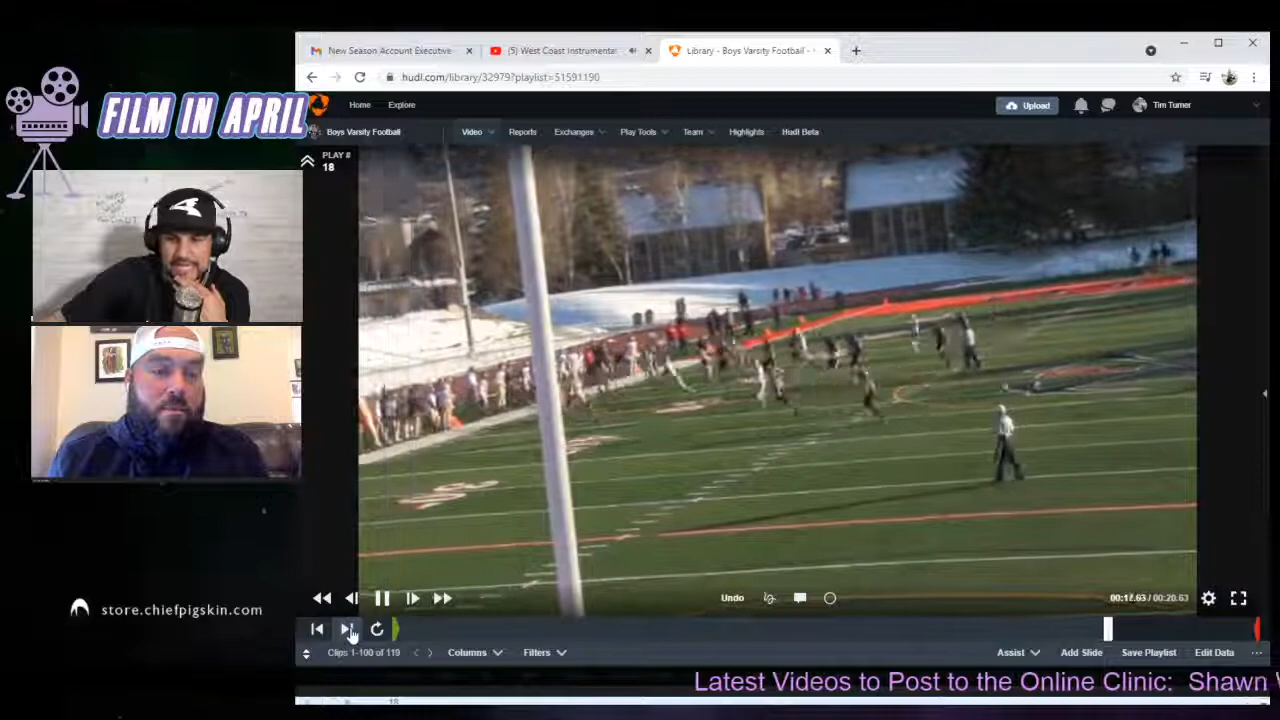 New Season Account Executive
(5) West Coast Instrumental
Library - Boys Varsity Football -
hudl.com/library/32979?playlist=51591190
FILM IN APRIL
Home Explore Upload Tim Turner
Boys Varsity Football Video Reports Exchanges Play Tools Team Highlights Hudl Beta
PLAY #
18
Undo
00:17.63 / 00:20.63
store.chiefpigskin.com
Clips 1-100 of 119 Columns Filters Assist Add Slide Save Playlist Edit Data
Latest Videos to Post to the Online Clinic: Shawn
18